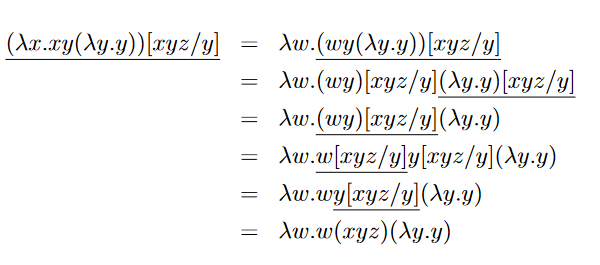 (λx.xy(λy.y))[xyz/y] = λw.(wy(λy.y))[xyz/y]
= λw.(wy)[xyz/y](λy.y)[xyz/y]
= λw.(wy)[xyz/y](λy.y)
= λw.w[xyz/y]y[xyz/y](λy.y)
= λw.wy[xyz/y](λy.y)
= λw.w(xyz)(λy.y)